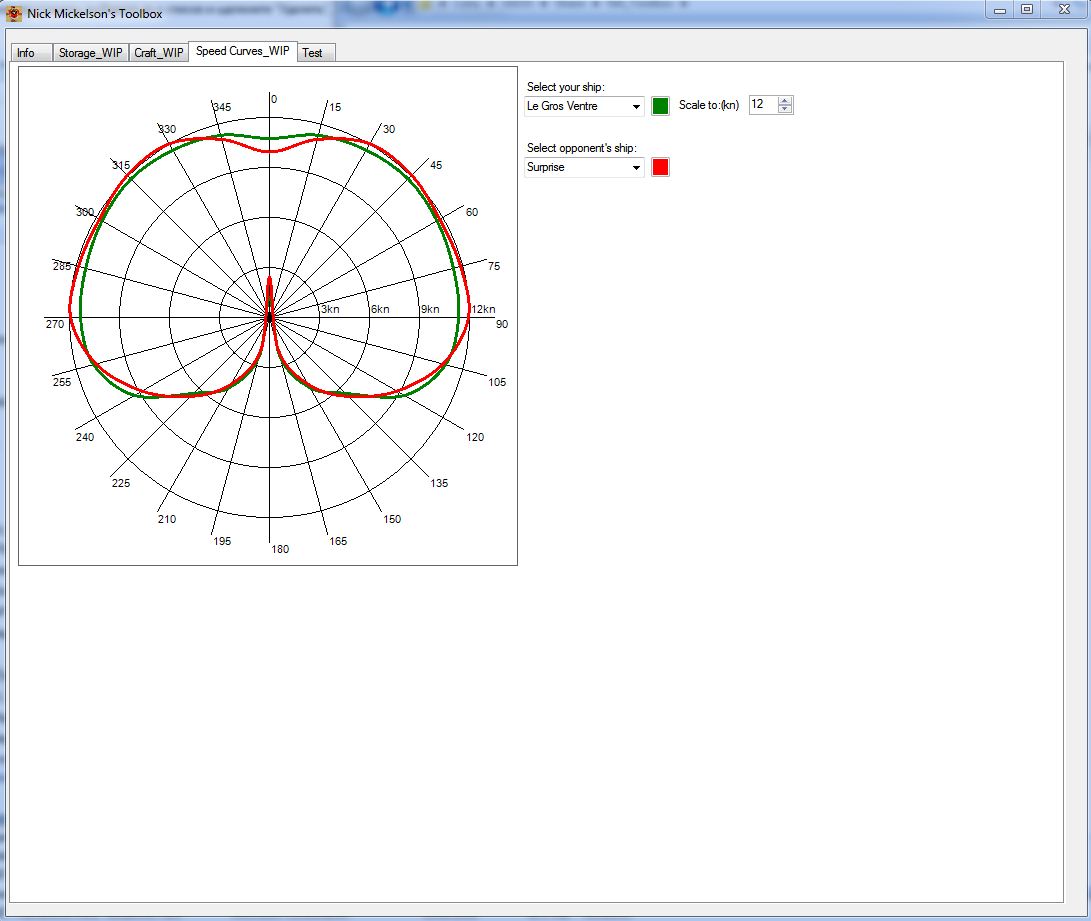 Nick Mickelson's Toolbox
Info Storage_WIP Craft_WIP Speed Curves_WIP Test
Select your ship:
Le Gros Ventre Scale to:(kn) 12
Select opponent's ship:
Surprise
0
345 15
330 30
315 45
300 60
285 75
3kn 6kn 9kn 12kn
270 90
255 105
240 120
225 135
210 150
195 165
180